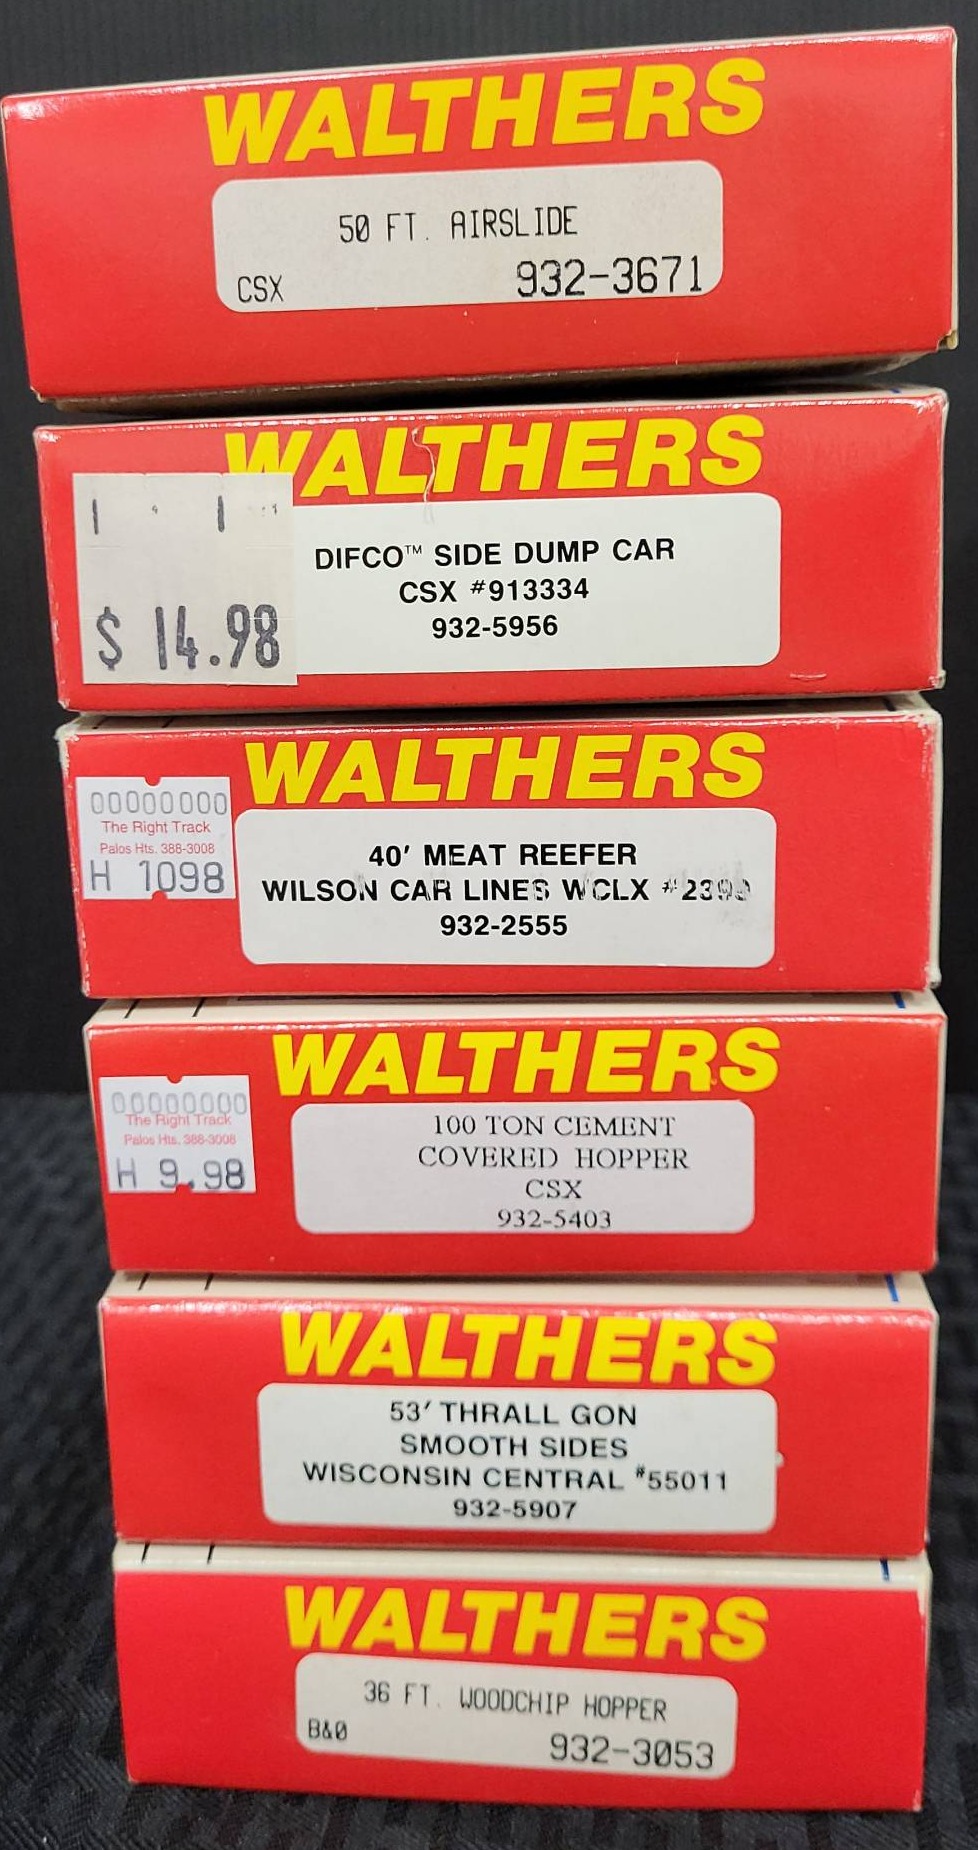 WALTHERS
50 FT. AIRSLIDE
CSX 932-3671
WALTHERS
$ 14.98
DIFCO™ SIDE DUMP CAR
CSX #913334
932-5956
WALTHERS
00000000
The Right Track
Palos Hts. 388-3008
H 1098
40' MEAT REEFER
WILSON CAR LINES WCLX
932-2555
WALTHERS
00000000
The Right Track
Palos Hts. 388-3008
H 9.98
100 TON CEMENT
COVERED HOPPER
CSX
932-5403
WALTHERS
53' THRALL GON
SMOOTH SIDES
WISCONSIN CENTRAL #55011
932-5907
WALTHERS
36 FT. WOODCHIP HOPPER
B&O 932-3053